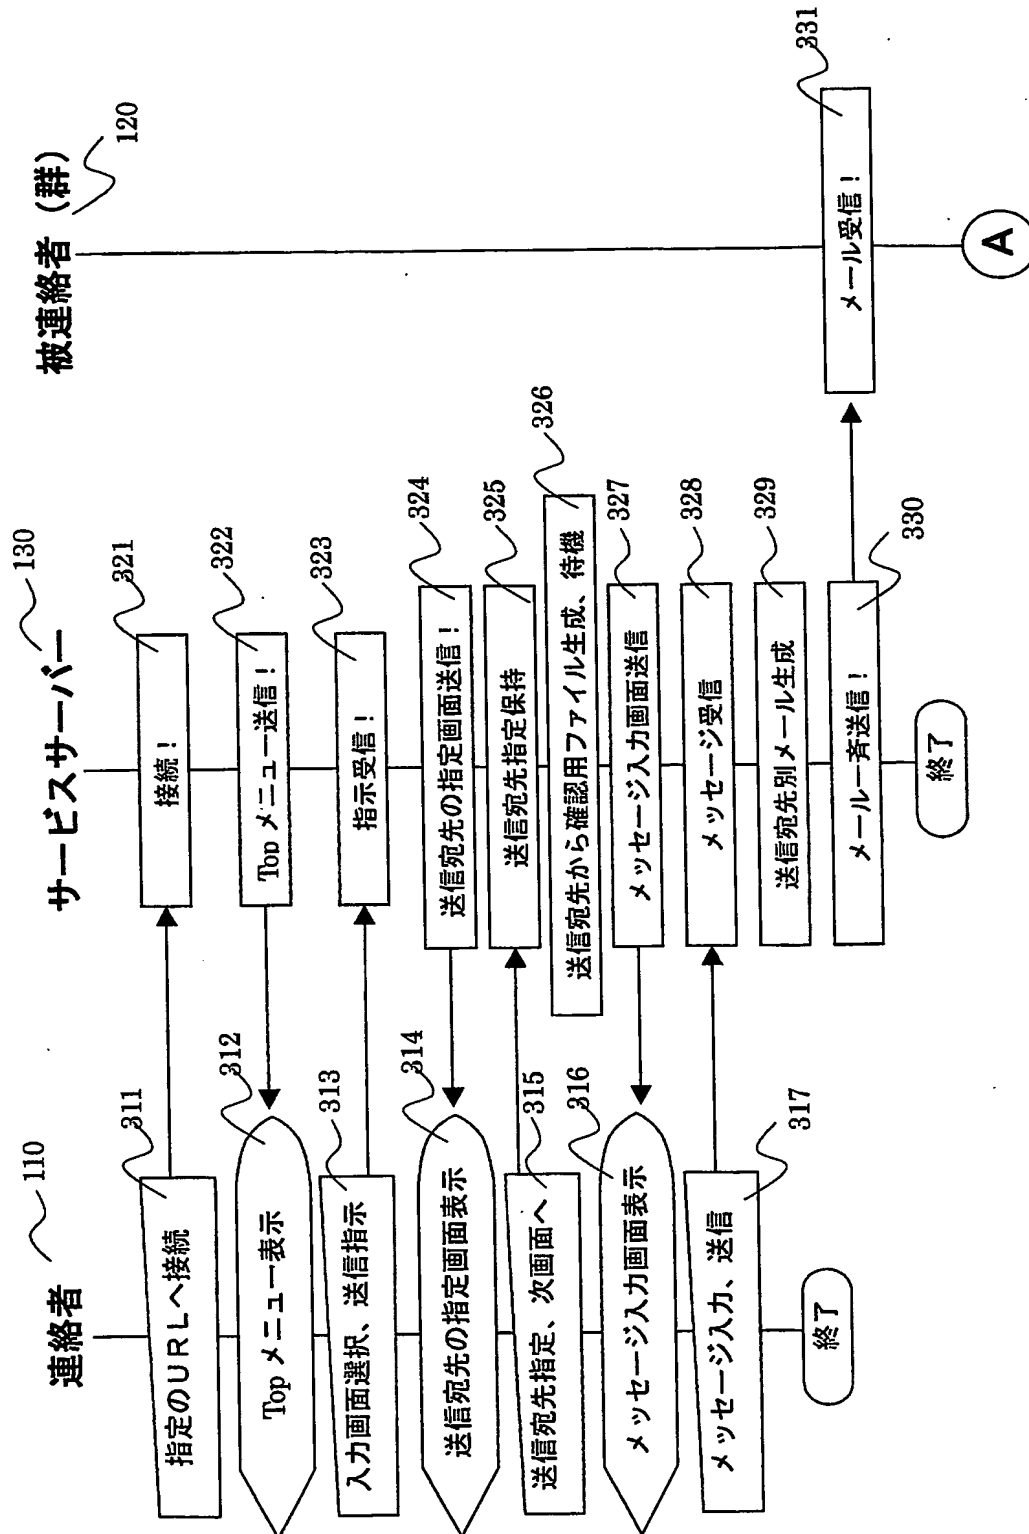 連絡者
110
指定のURLへ接続
311
Topメニュー表示
312
入力画面選択、送信指示
313
送信宛先の指定画面表示
314
送信宛先指定、次画面へ
315
メッセージ入力画面表示
316
メッセージ入力、送信
317
終了
サービスサーバー
130
接続！
321
Topメニュー送信！
322
指示受信！
323
送信宛先の指定画面送信！
324
送信宛先指定保持
325
送信宛先から確認用ファイル生成、待機
326
メッセージ入力画面送信
327
メッセージ受信
328
送信宛先別メール生成
329
メール一斉送信！
330
終了
被連絡者（群）
120
メール受信！
331
A